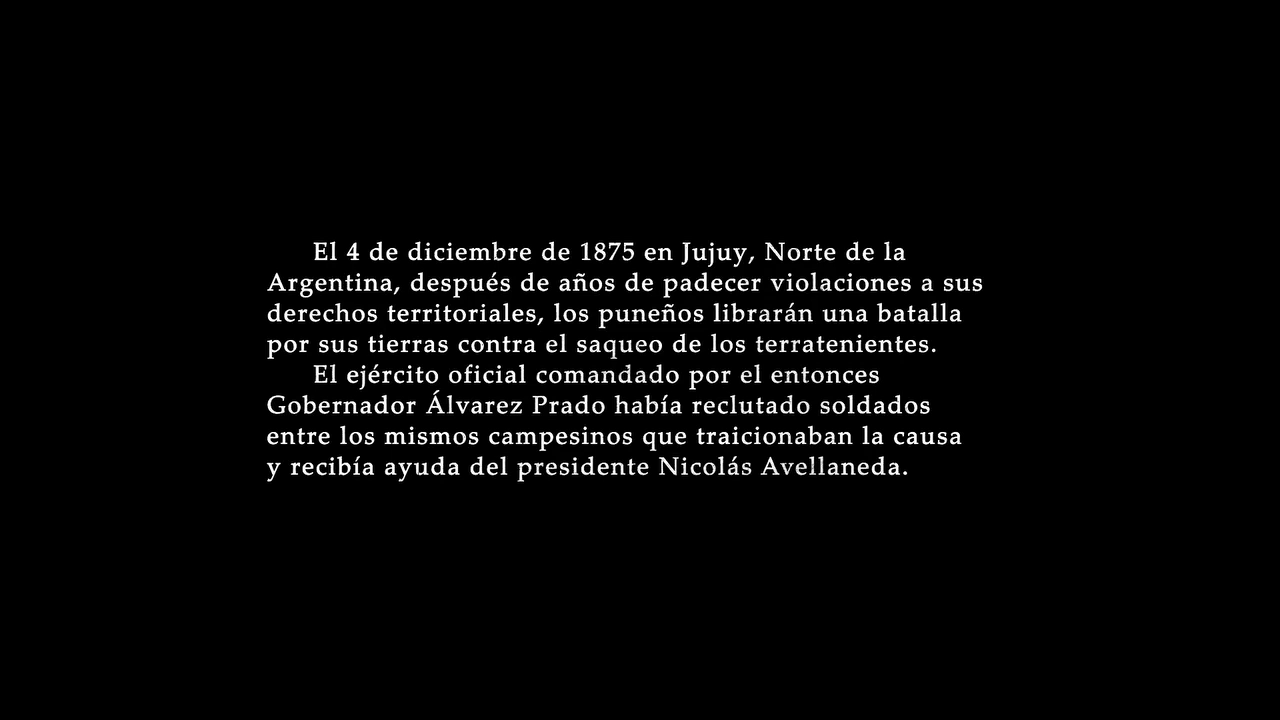 El 4 de diciembre de 1875 en Jujuy, Norte de la
Argentina, después de años de padecer violaciones a sus
derechos territoriales, los puneños librarán una batalla
por sus tierras contra el saqueo de los terratenientes.
El ejército oficial comandado por el entonces
Gobernador Álvarez Prado había reclutado soldados
entre los mismos campesinos que traicionaban la causa
y recibía ayuda del presidente Nicolás Avellaneda.